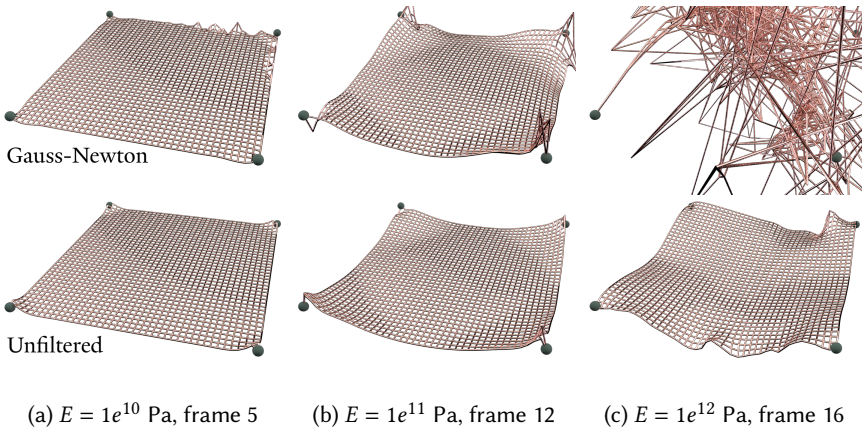 Gauss-Newton
Unfiltered
(a) E = 1e¹⁰ Pa, frame 5
(b) E = 1e¹¹ Pa, frame 12
(c) E = 1e¹² Pa, frame 16